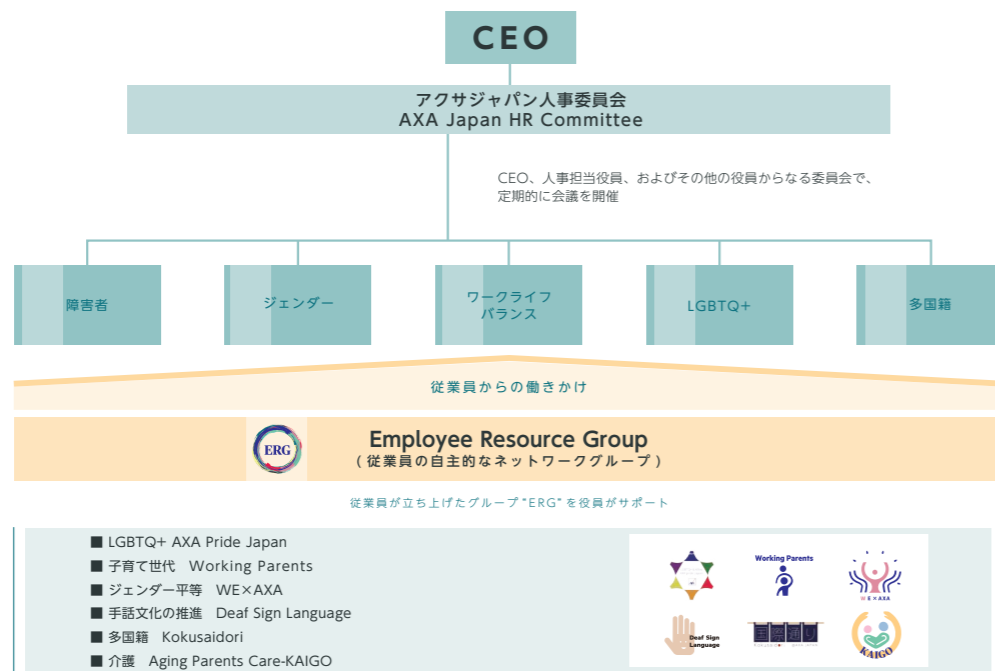 CEO
アクサジャパン人事委員会
AXA Japan HR Committee
CEO、人事担当役員、およびその他の役員からなる委員会で、
定期的に会議を開催
障害者
ジェンダー
ワークライフ
バランス
LGBTQ+
多国籍
従業員からの働きかけ
ERG
Employee Resource Group
(従業員の自主的なネットワークグループ)
従業員が立ち上げたグループ"ERG"を役員がサポート
■ LGBTQ+ AXA Pride Japan
■ 子育て世代 Working Parents
■ ジェンダー平等 WE×AXA
■ 手話文化の推進 Deaf Sign Language
■ 多国籍 Kokusaidori
■ 介護 Aging Parents Care-KAIGO
Working Parents
WE×AXA
Deaf Sign
Language
国際通り
KAIGO